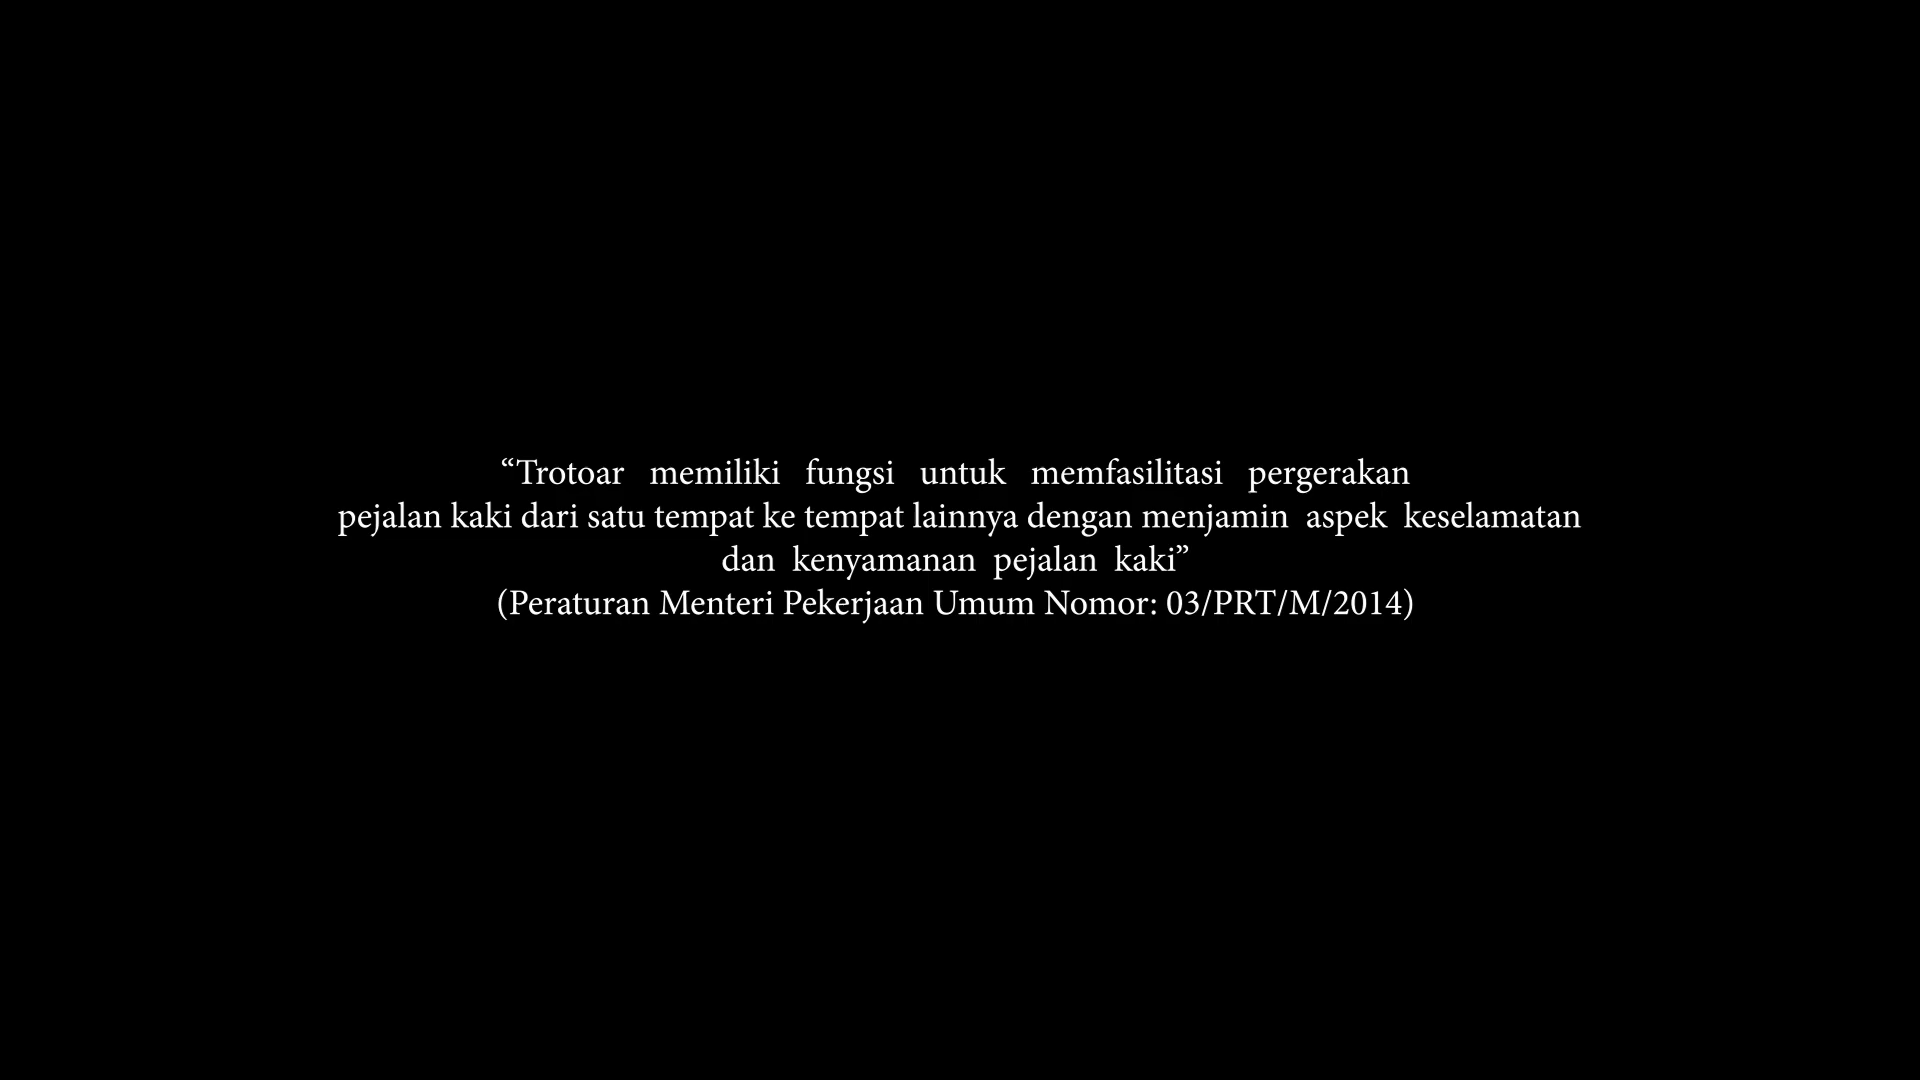 “Trotoar memiliki fungsi untuk memfasilitasi pergerakan
pejalan kaki dari satu tempat ke tempat lainnya dengan menjamin aspek keselamatan
dan kenyamanan pejalan kaki”
(Peraturan Menteri Pekerjaan Umum Nomor: 03/PRT/M/2014)